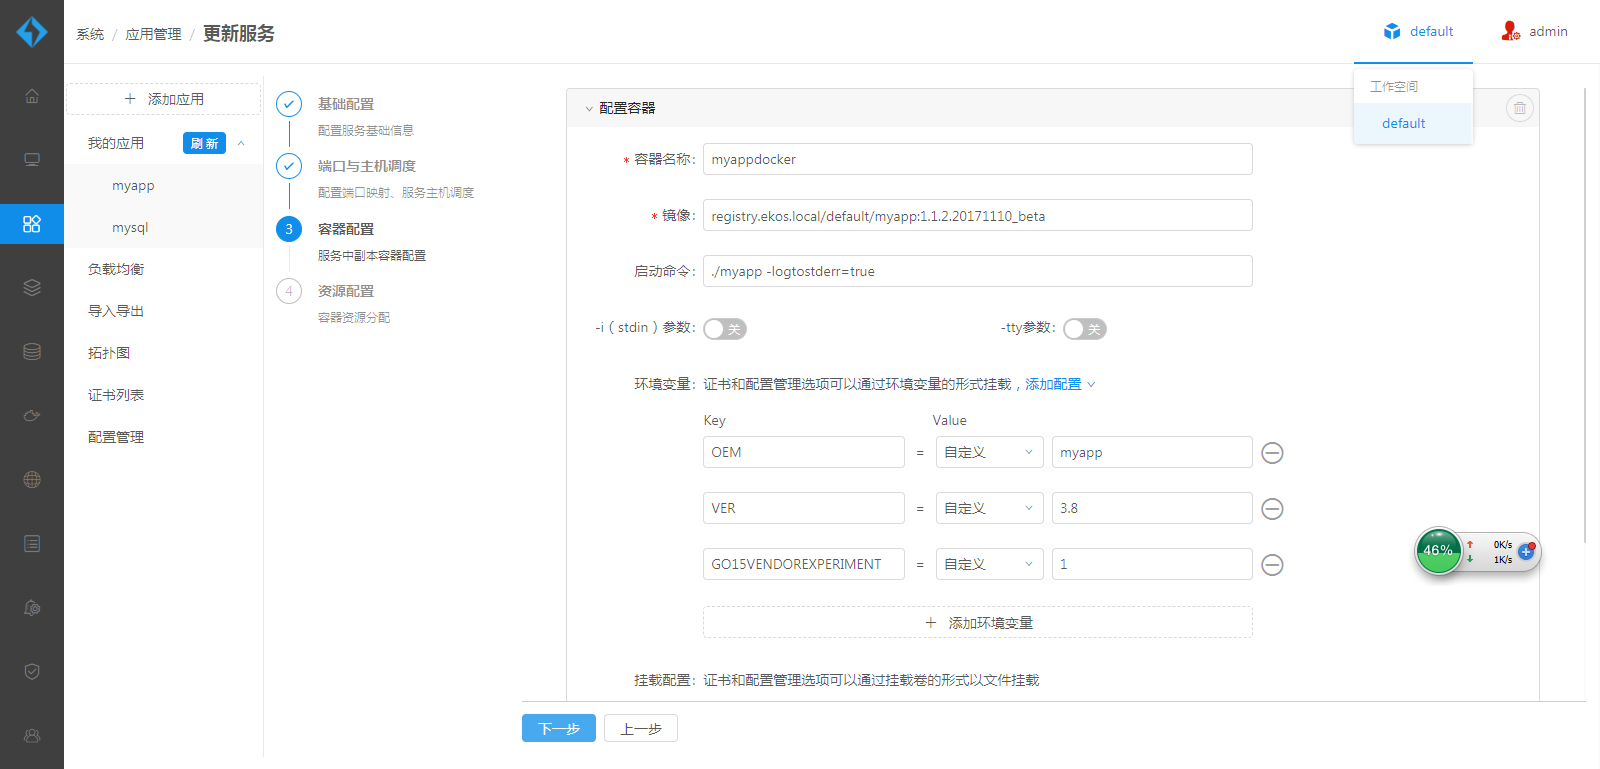 系统 / 应用管理 / 更新服务
default
admin
工作空间
default
添加应用
我的应用 刷新
myapp
mysql
负载均衡
导入导出
拓扑图
证书列表
配置管理
基础配置
配置服务基础信息
端口与主机调度
配置端口映射、服务主机调度
3 容器配置
服务中副本容器配置
4 资源配置
容器资源分配
配置容器
* 容器名称: myappdocker
* 镜像: registry.ekos.local/default/myapp:1.1.2.20171110_beta
启动命令: ./myapp -logtostderr=true
-i ( stdin ) 参数: 关 -tty参数: 关
环境变量: 证书和配置管理选项可以通过环境变量的形式挂载，添加配置
Key Value
OEM = 自定义 myapp
VER = 自定义 3.8
GO15VENDOREXPERIMENT = 自定义 1
添加环境变量
挂载配置: 证书和配置管理选项可以通过挂载卷的形式以文件挂载
下一步 上一步
46% 0K/s
1K/s